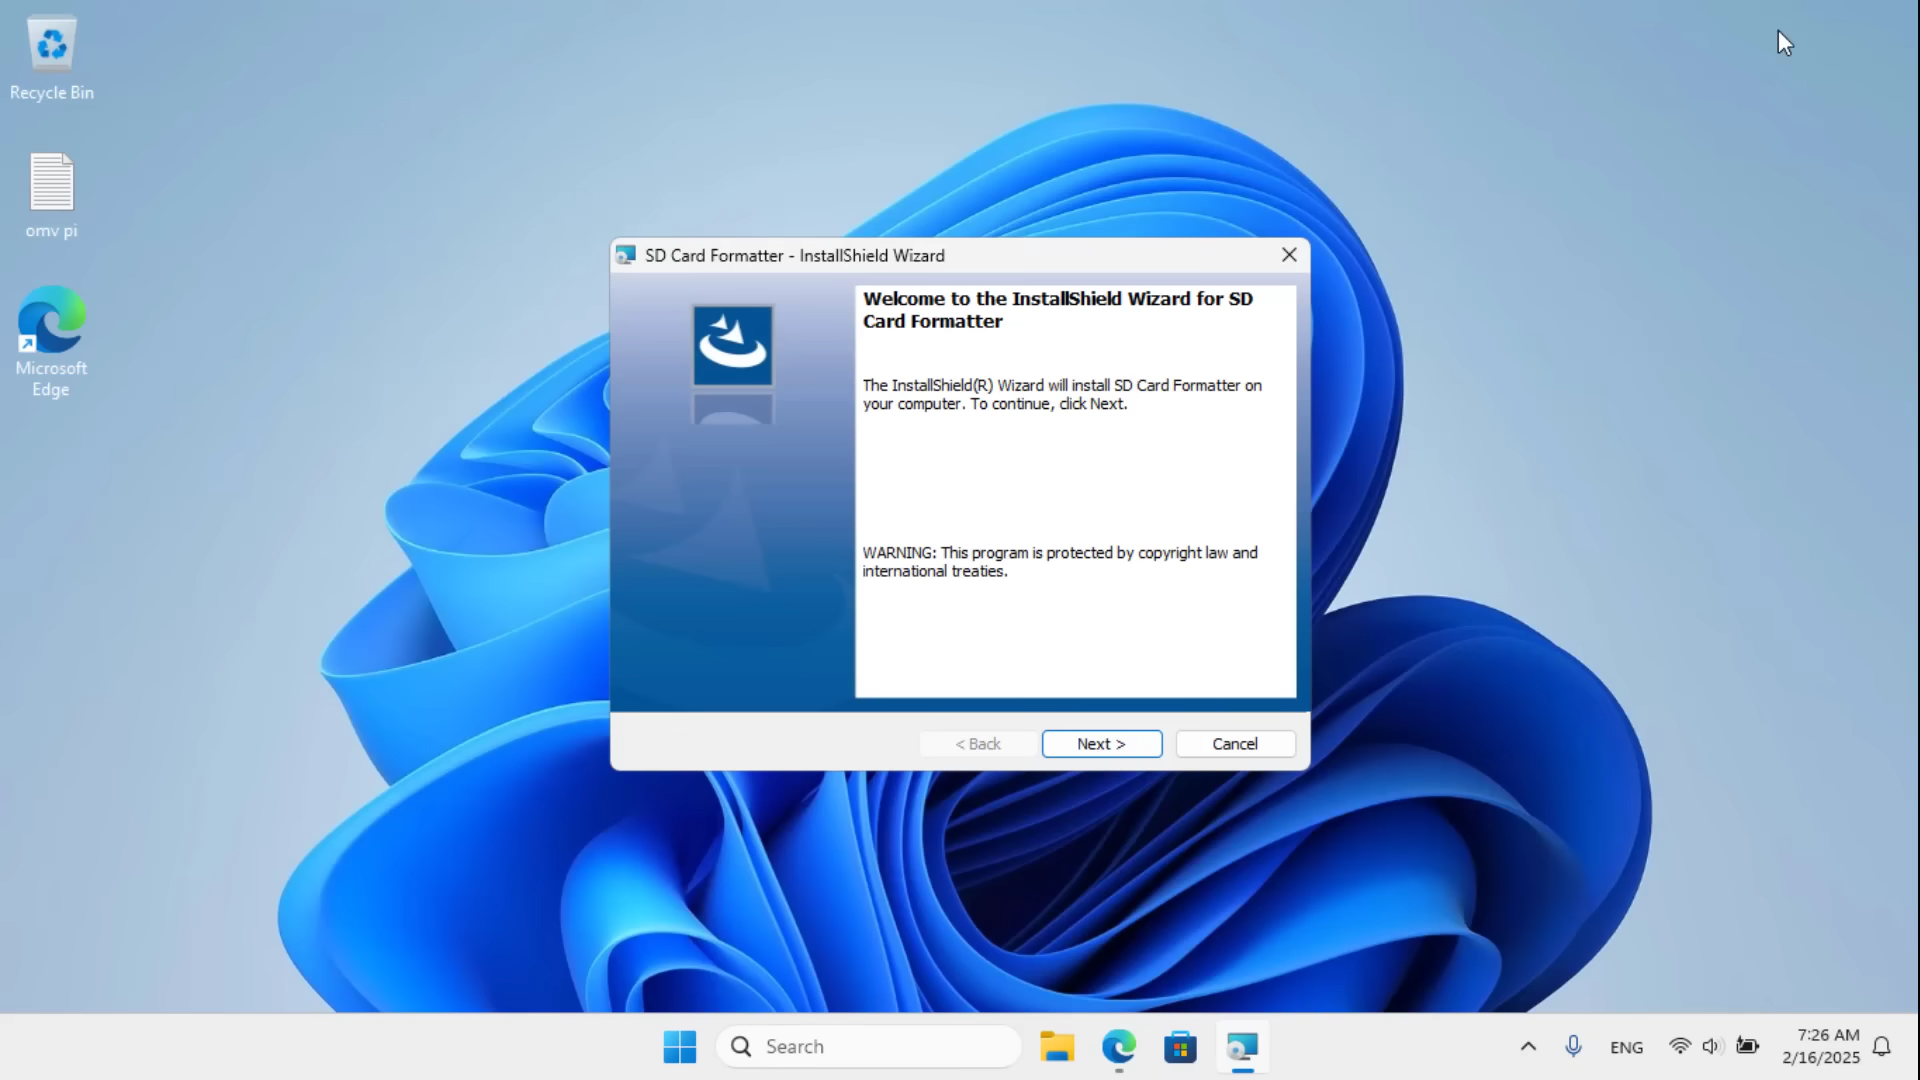 Recycle Bin
omv pi
Microsoft
Edge
SD Card Formatter - InstallShield Wizard
Welcome to the InstallShield Wizard for SD
Card Formatter
The InstallShield(R) Wizard will install SD Card Formatter on
your computer. To continue, click Next.
WARNING: This program is protected by copyright law and
international treaties.
< Back
Next >
Cancel
Search
ENG
7:26 AM
2/16/2025